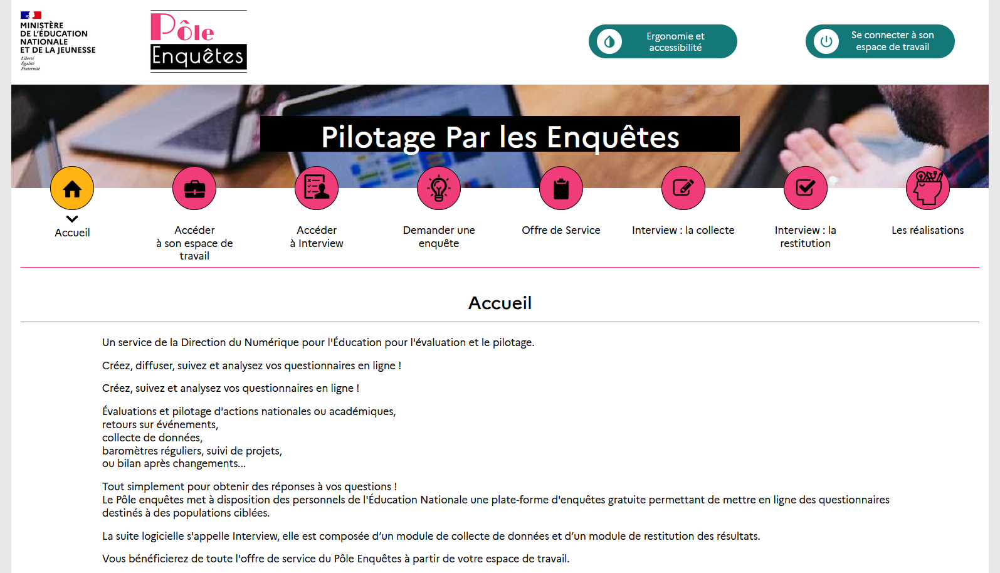 MINISTÈRE
DE L'ÉDUCATION
NATIONALE
ET DE LA JEUNESSE
Liberté
Égalité
Fraternité
Pôle
Enquêtes
Ergonomie et
accessibilité
Se connecter à son
espace de travail
Pilotage Par les Enquêtes
Accueil
Accéder
à son espace de
travail
Accéder
à Interview
Demander une
enquête
Offre de Service
Interview : la collecte
Interview : la
restitution
Les réalisations
Accueil
Un service de la Direction du Numérique pour l'Éducation pour l'évaluation et le pilotage.
Créez, diffuser, suivez et analysez vos questionnaires en ligne !
Créez, suivez et analysez vos questionnaires en ligne !
Évaluations et pilotage d'actions nationales ou académiques,
retours sur événements,
collecte de données,
baromètres réguliers, suivi de projets,
ou bilan après changements...
Tout simplement pour obtenir des réponses à vos questions !
Le Pôle enquêtes met à disposition des personnels de l'Éducation Nationale une plate-forme d'enquêtes gratuite permettant de mettre en ligne des questionnaires
destinés à des populations ciblées.
La suite logicielle s'appelle Interview, elle est composée d’un module de collecte de données et d’un module de restitution des résultats.
Vous bénéficierez de toute l'offre de service du Pôle Enquêtes à partir de votre espace de travail.